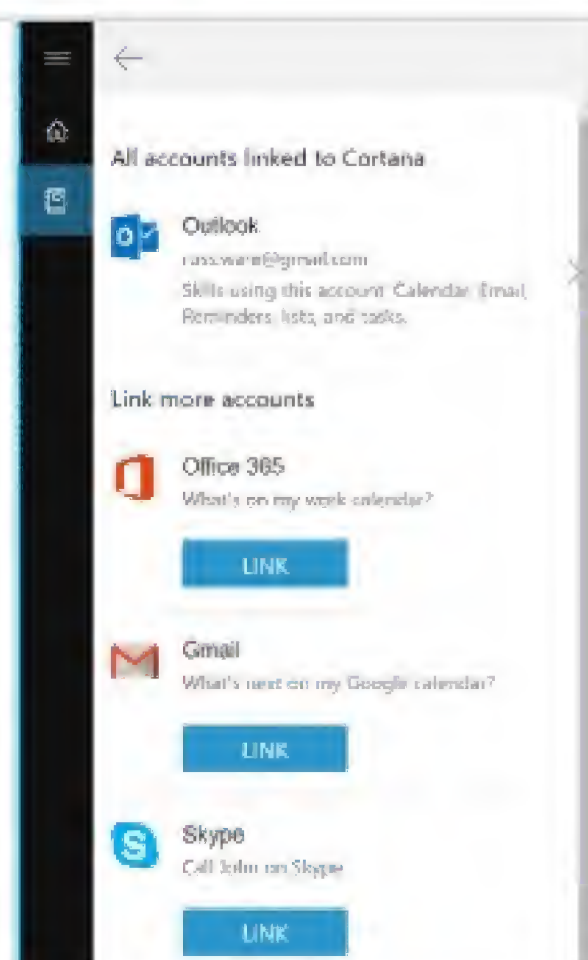 All accounts linked to Cortana
Outlook
Skills using this account: Calendar, Email,
Reminders, lists, and tasks.
Link more accounts
Office 365
What's on my work calendar?
LINK
Gmail
What's next on my Google calendar?
LINK
Skype
Call John on Skype
LINK